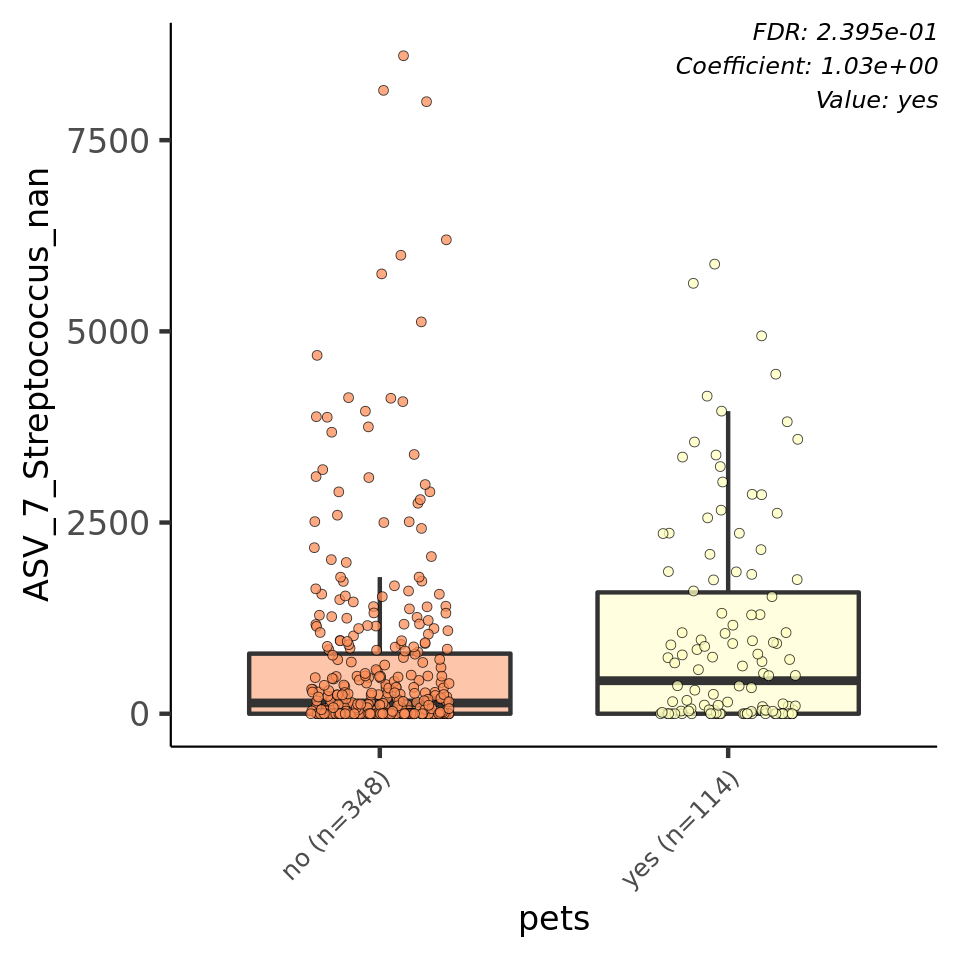 FDR: 2.395e-01
Coefficient: 1.03e+00
Value: yes
ASV_7_Streptococcus_nan
7500
5000
2500
0
no (n=348)
yes (n=114)
pets